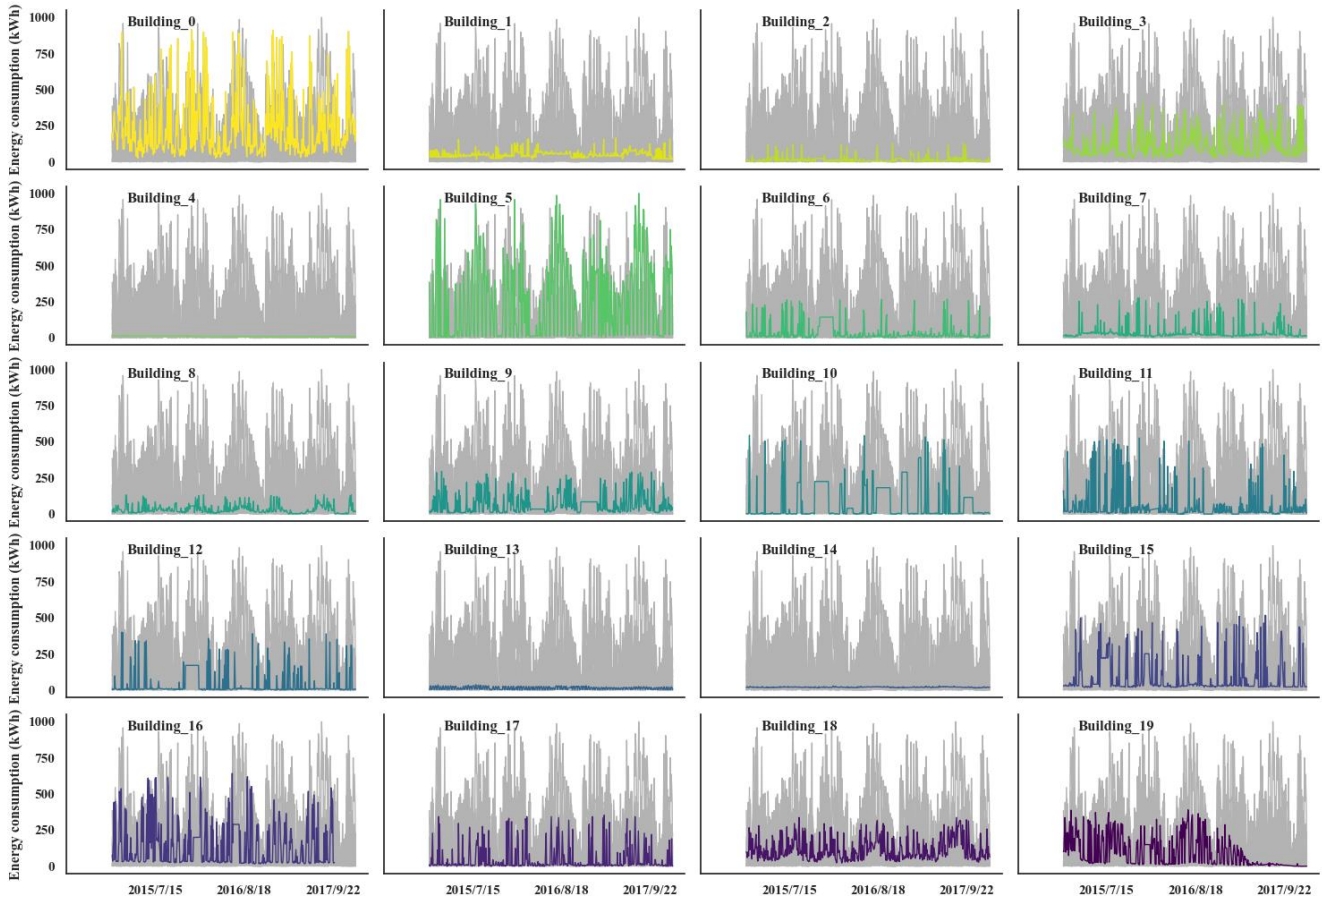 Building_0
Building_1
Building_2
Building_3
Energy consumption (kWh)
1000
750
500
250
0
Building_4
Building_5
Building_6
Building_7
Energy consumption (kWh)
1000
750
500
250
0
Building_8
Building_9
Building_10
Building_11
Energy consumption (kWh)
1000
750
500
250
0
Building_12
Building_13
Building_14
Building_15
Energy consumption (kWh)
1000
750
500
250
0
Building_16
Building_17
Building_18
Building_19
Energy consumption (kWh)
1000
750
500
250
0
2015/7/15 2016/8/18 2017/9/22
2015/7/15 2016/8/18 2017/9/22
2015/7/15 2016/8/18 2017/9/22
2015/7/15 2016/8/18 2017/9/22